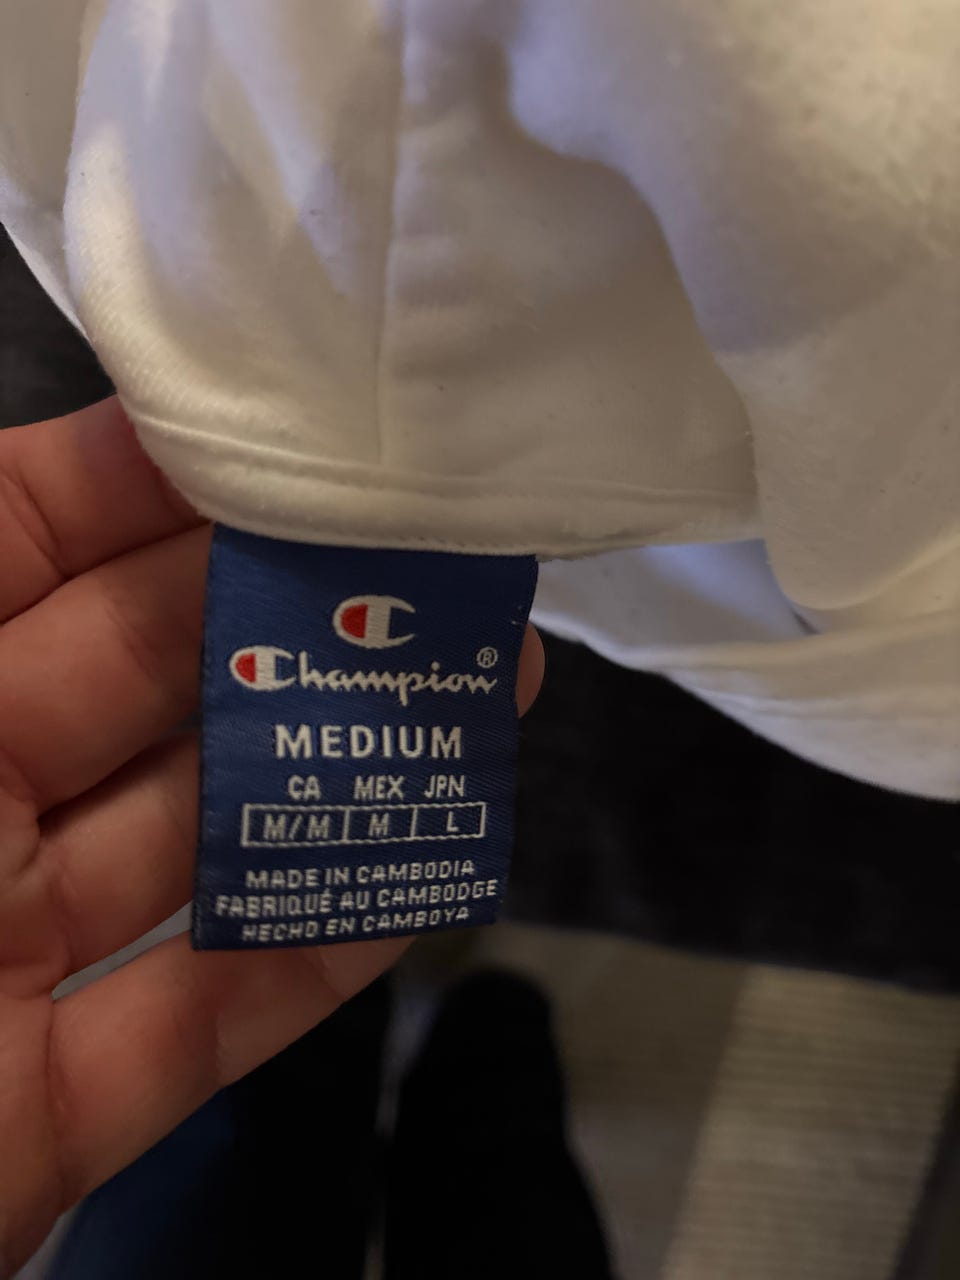 Champion®
MEDIUM
CA MEX JPN
M/M M L
MADE IN CAMBODIA
FABRIQUÉ AU CAMBODGE
HECHO EN CAMBOYA